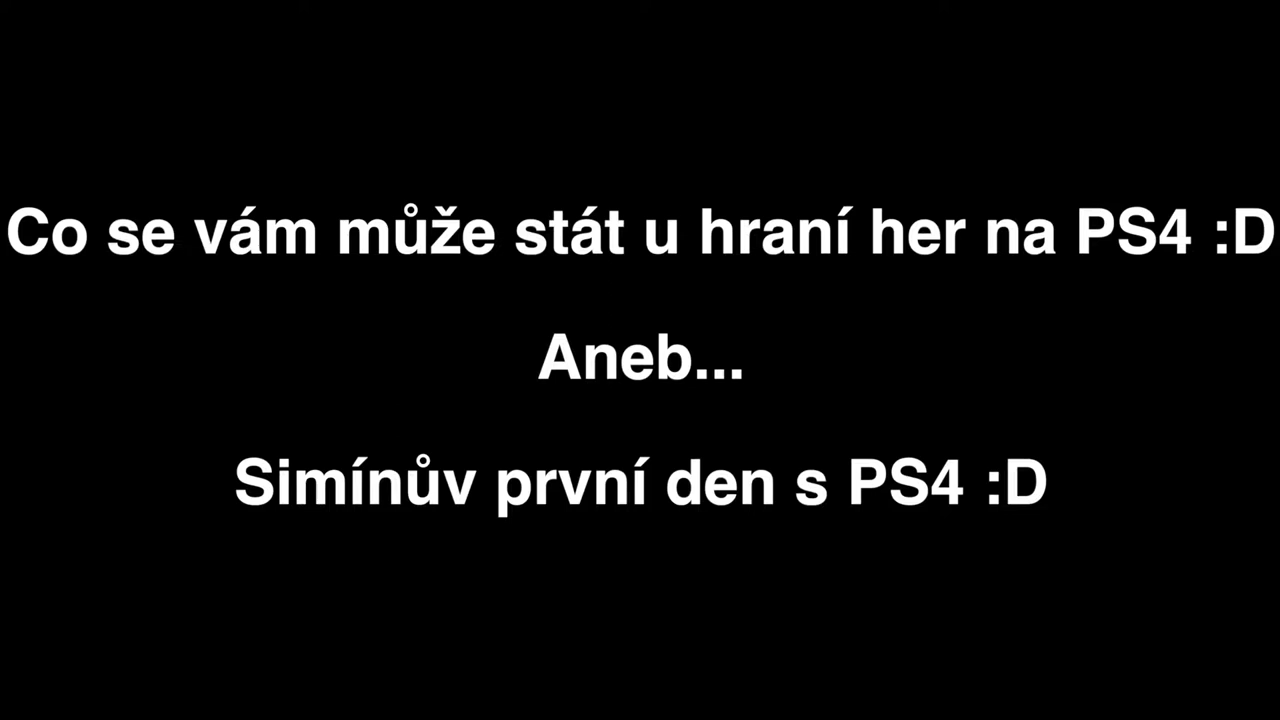 Co se vám může stát u hraní her na PS4 :D
Aneb...
Simínův první den s PS4 :D